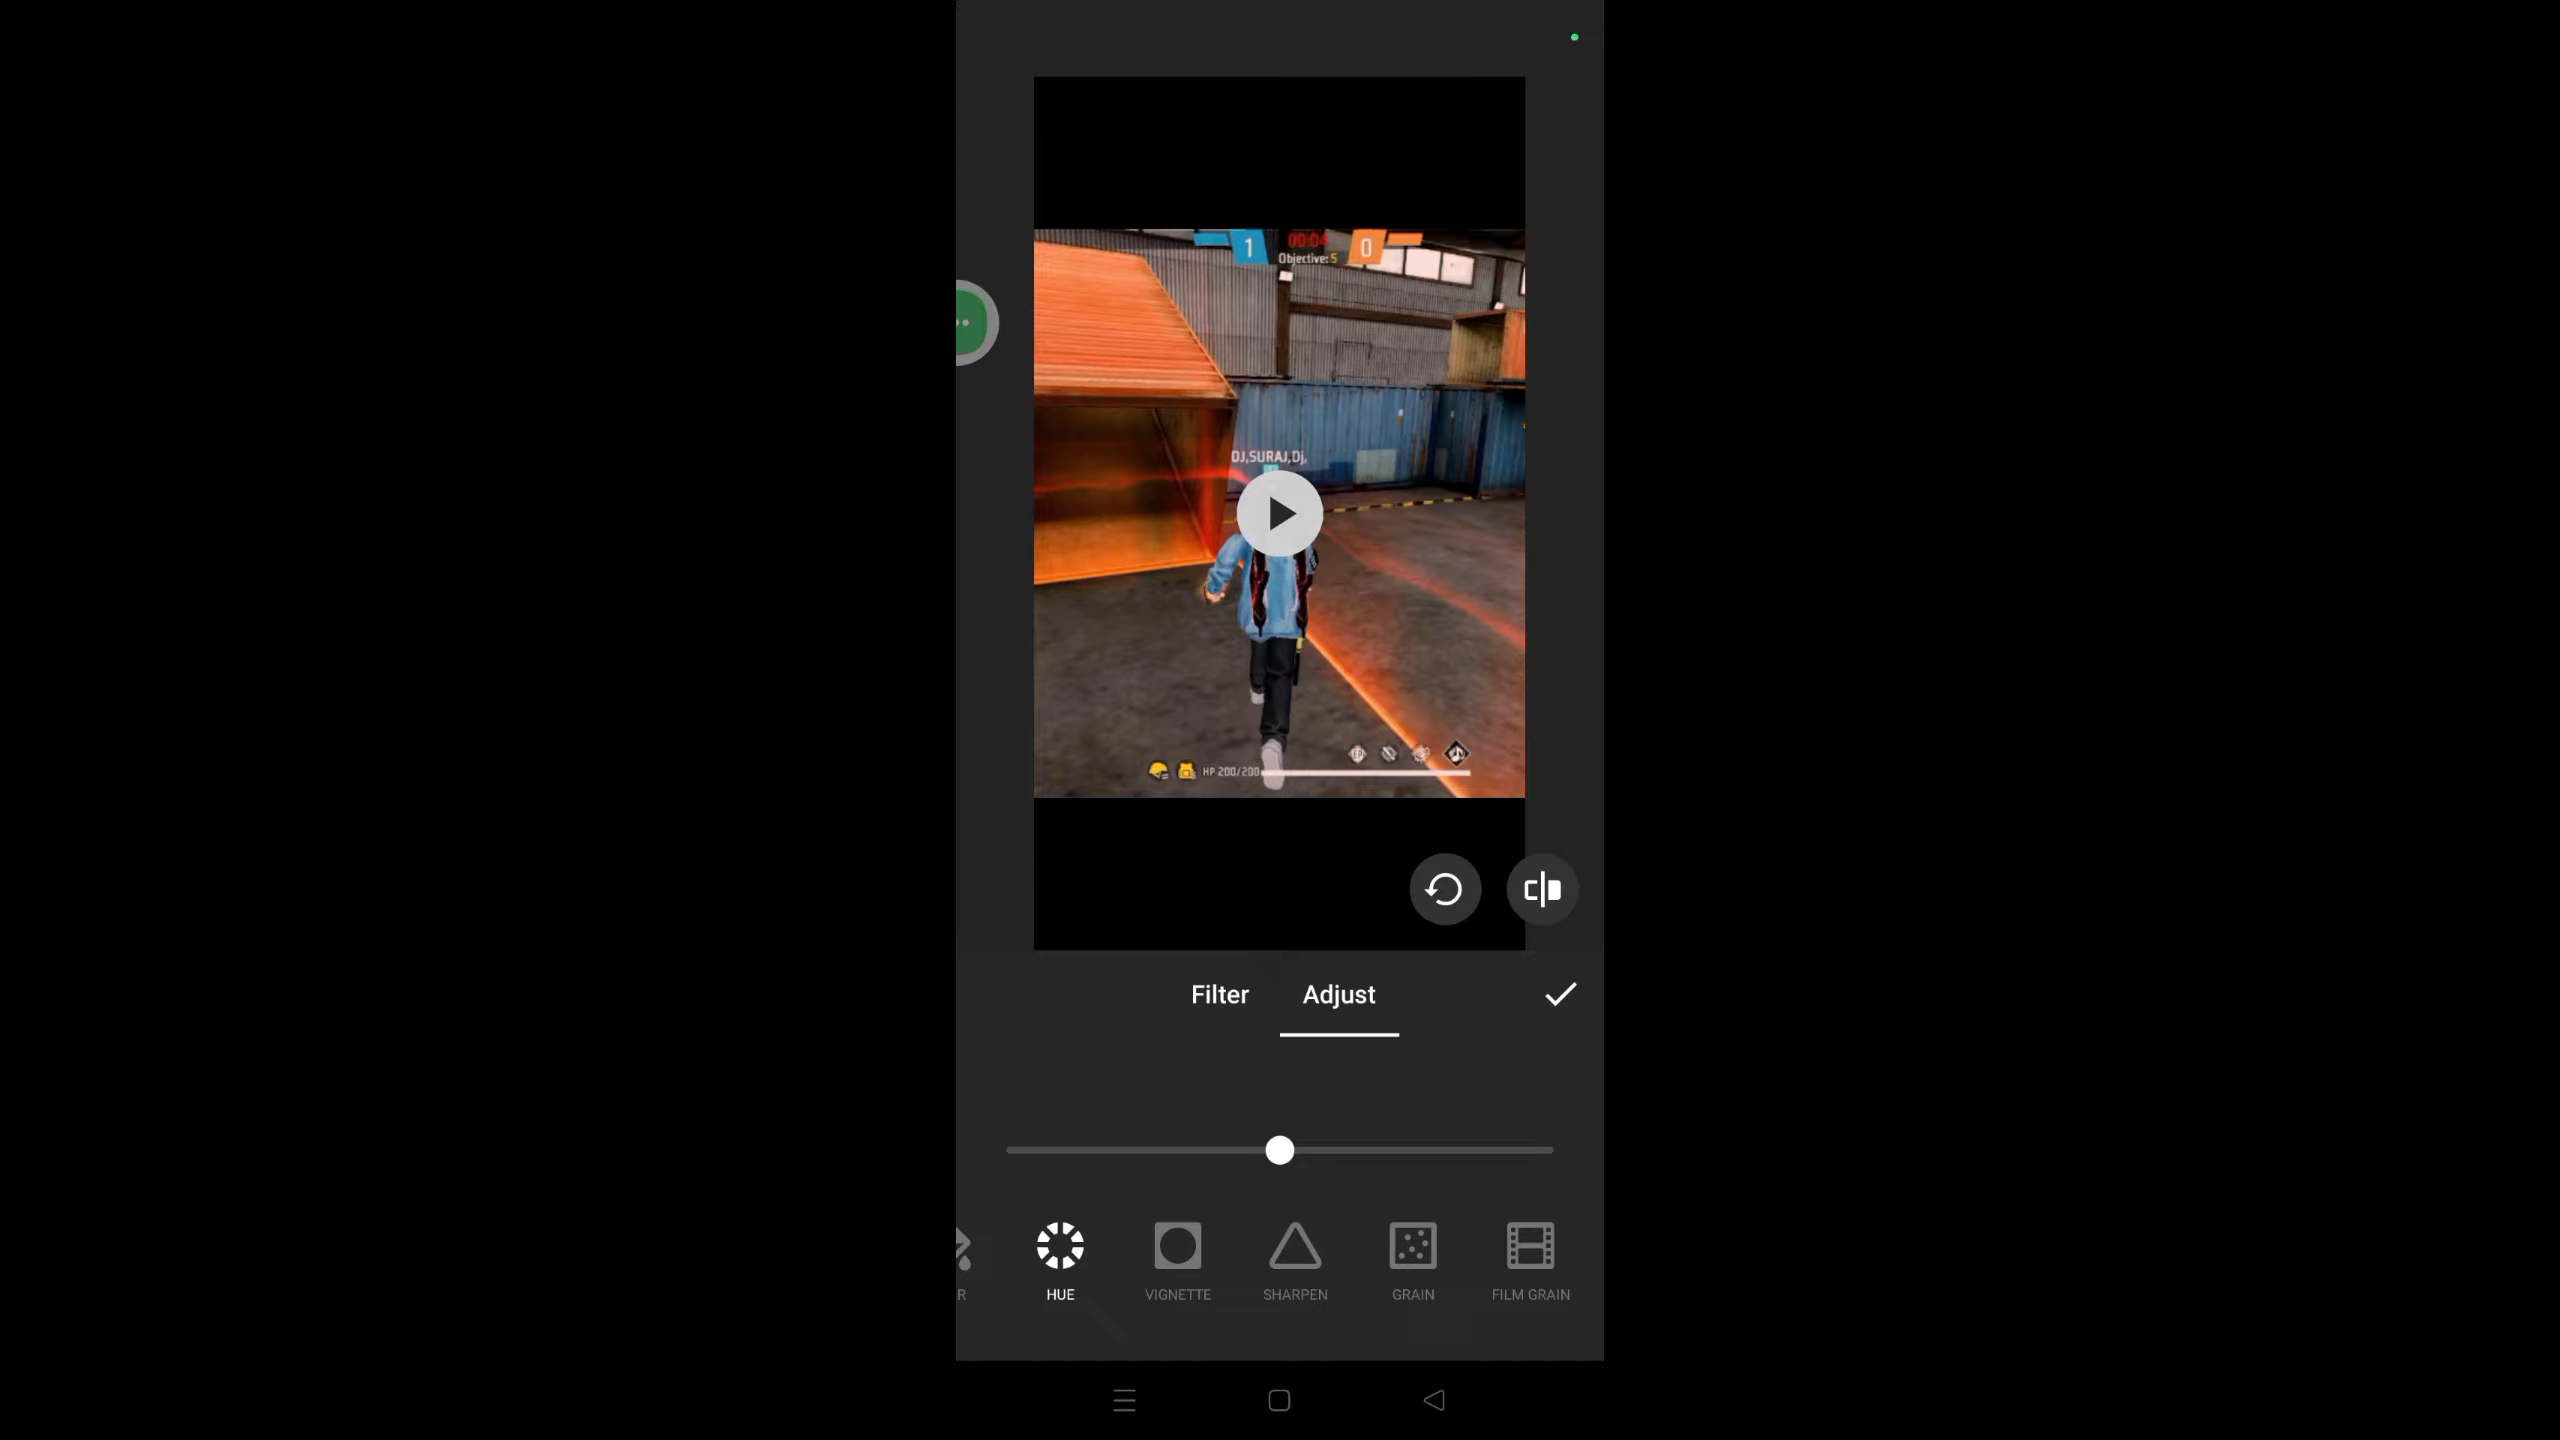 1 00:04 0
Objective: 5
DJ,SURAJ,Dj,
HP 200/200
Filter Adjust
R HUE VIGNETTE SHARPEN GRAIN FILM GRAIN